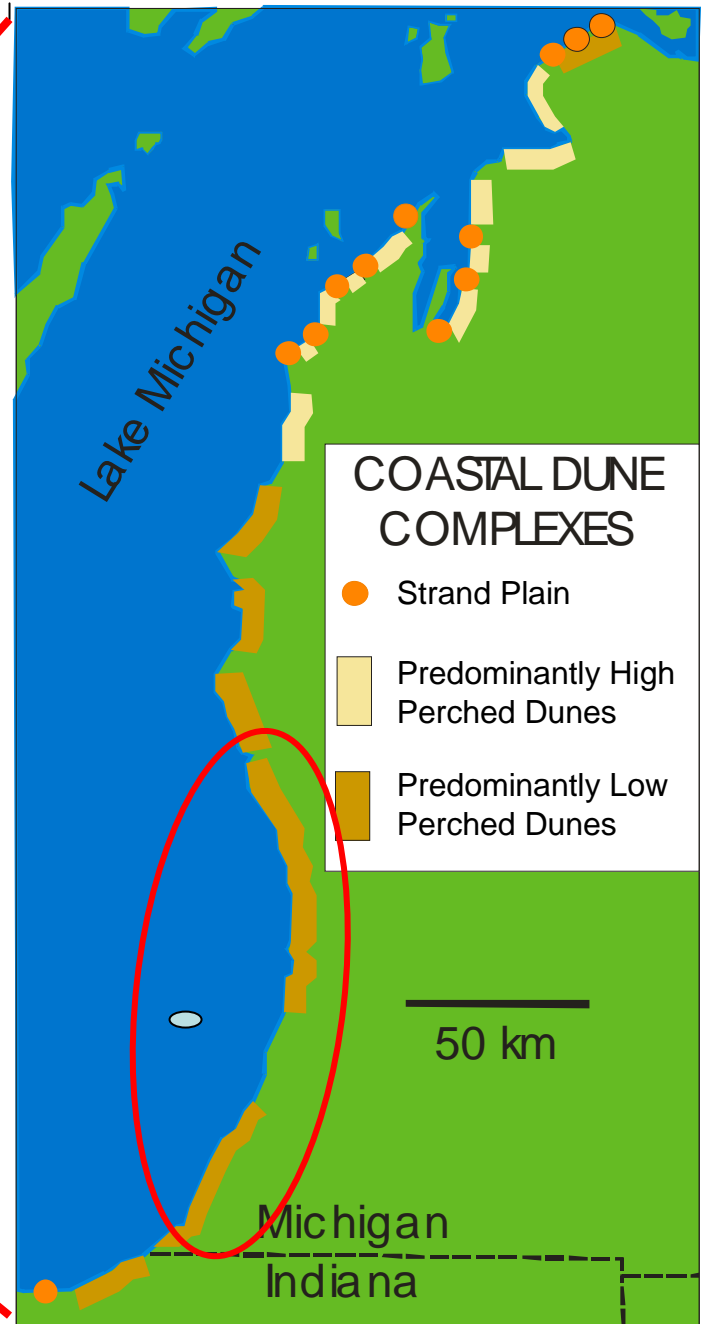 Lake Michigan
COASTAL DUNE
COMPLEXES
Strand Plain
Predominantly High
Perched Dunes
Predominantly Low
Perched Dunes
50 km
Michigan
Indiana